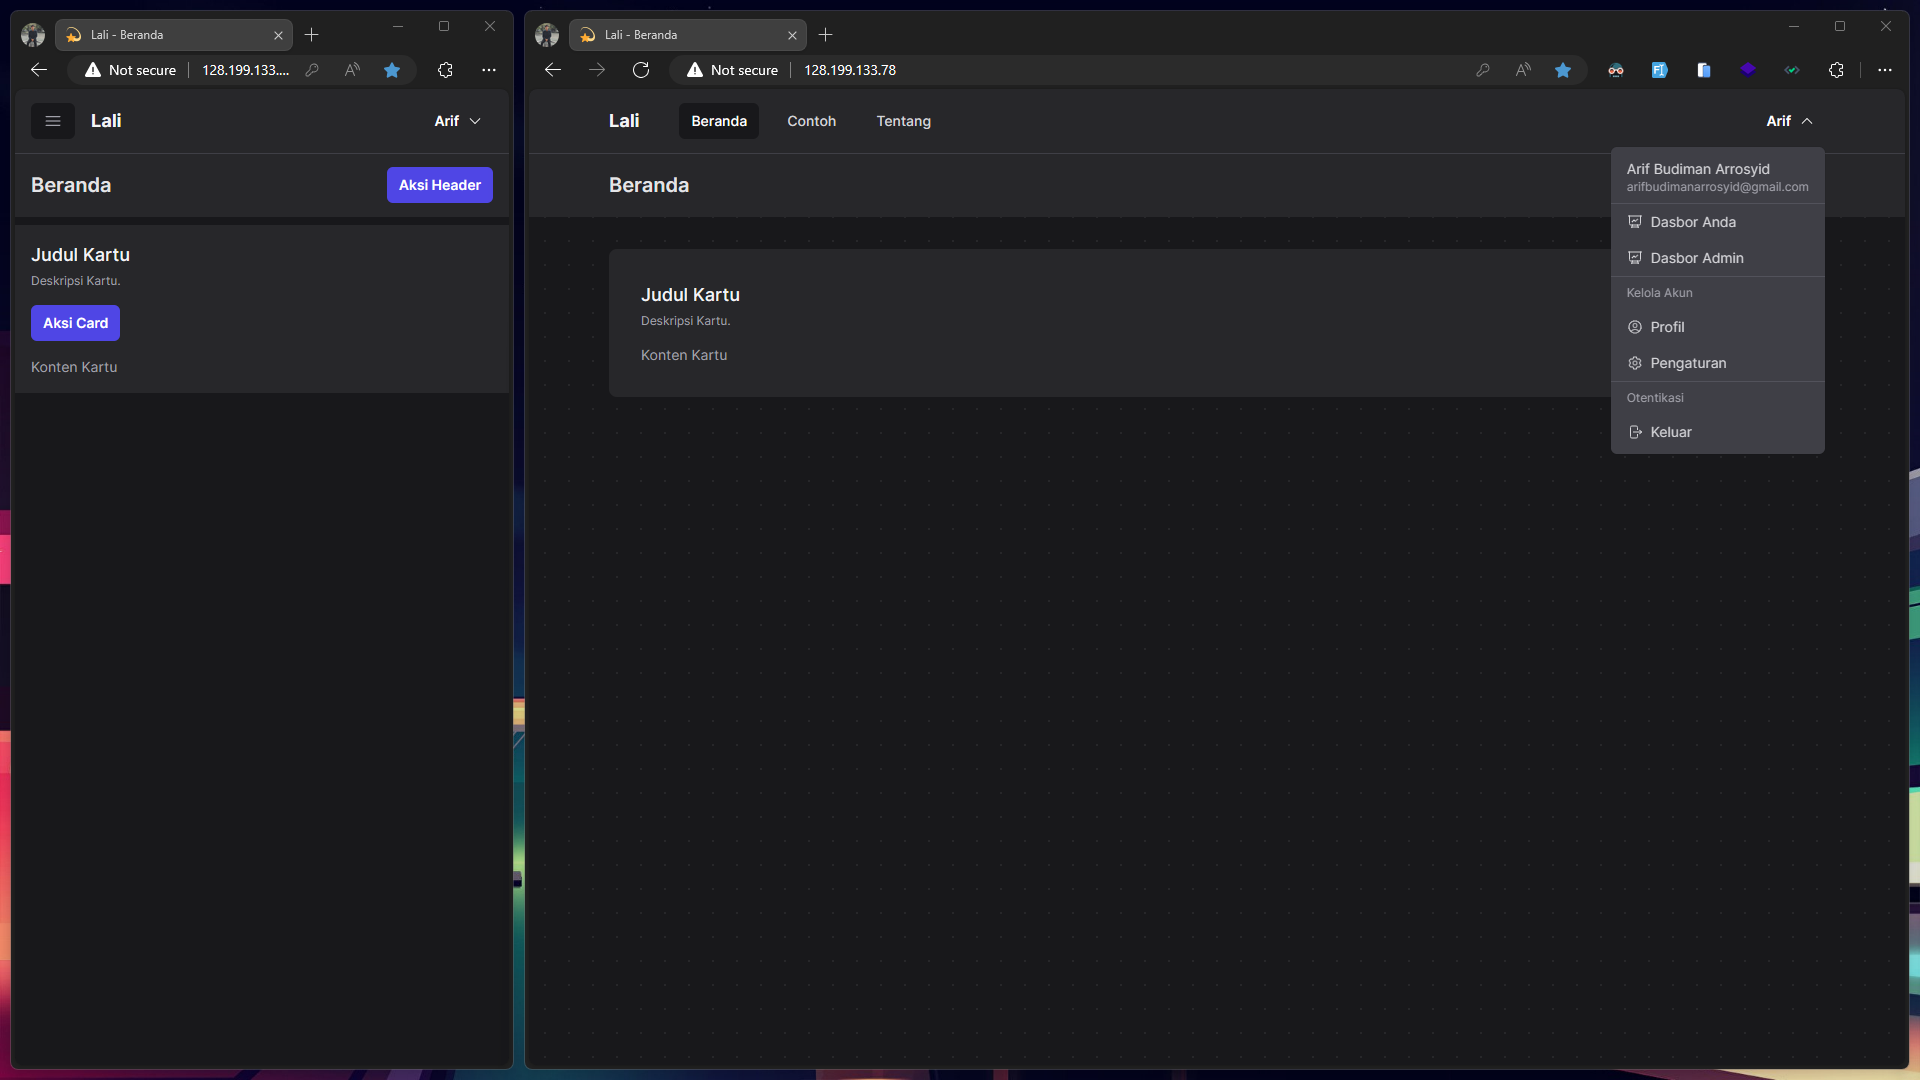 Lali - Beranda
Not secure
128.199.133....
Lali
Arif
Beranda
Aksi Header
Judul Kartu
Deskripsi Kartu.
Aksi Card
Konten Kartu
Lali - Beranda
Not secure
128.199.133.78
Lali
Beranda
Contoh
Tentang
Arif
Beranda
Judul Kartu
Deskripsi Kartu.
Konten Kartu
Arif Budiman Arrosyid
arifbudimanarrosyid@gmail.com
Dasbor Anda
Dasbor Admin
Kelola Akun
Profil
Pengaturan
Otentikasi
Keluar